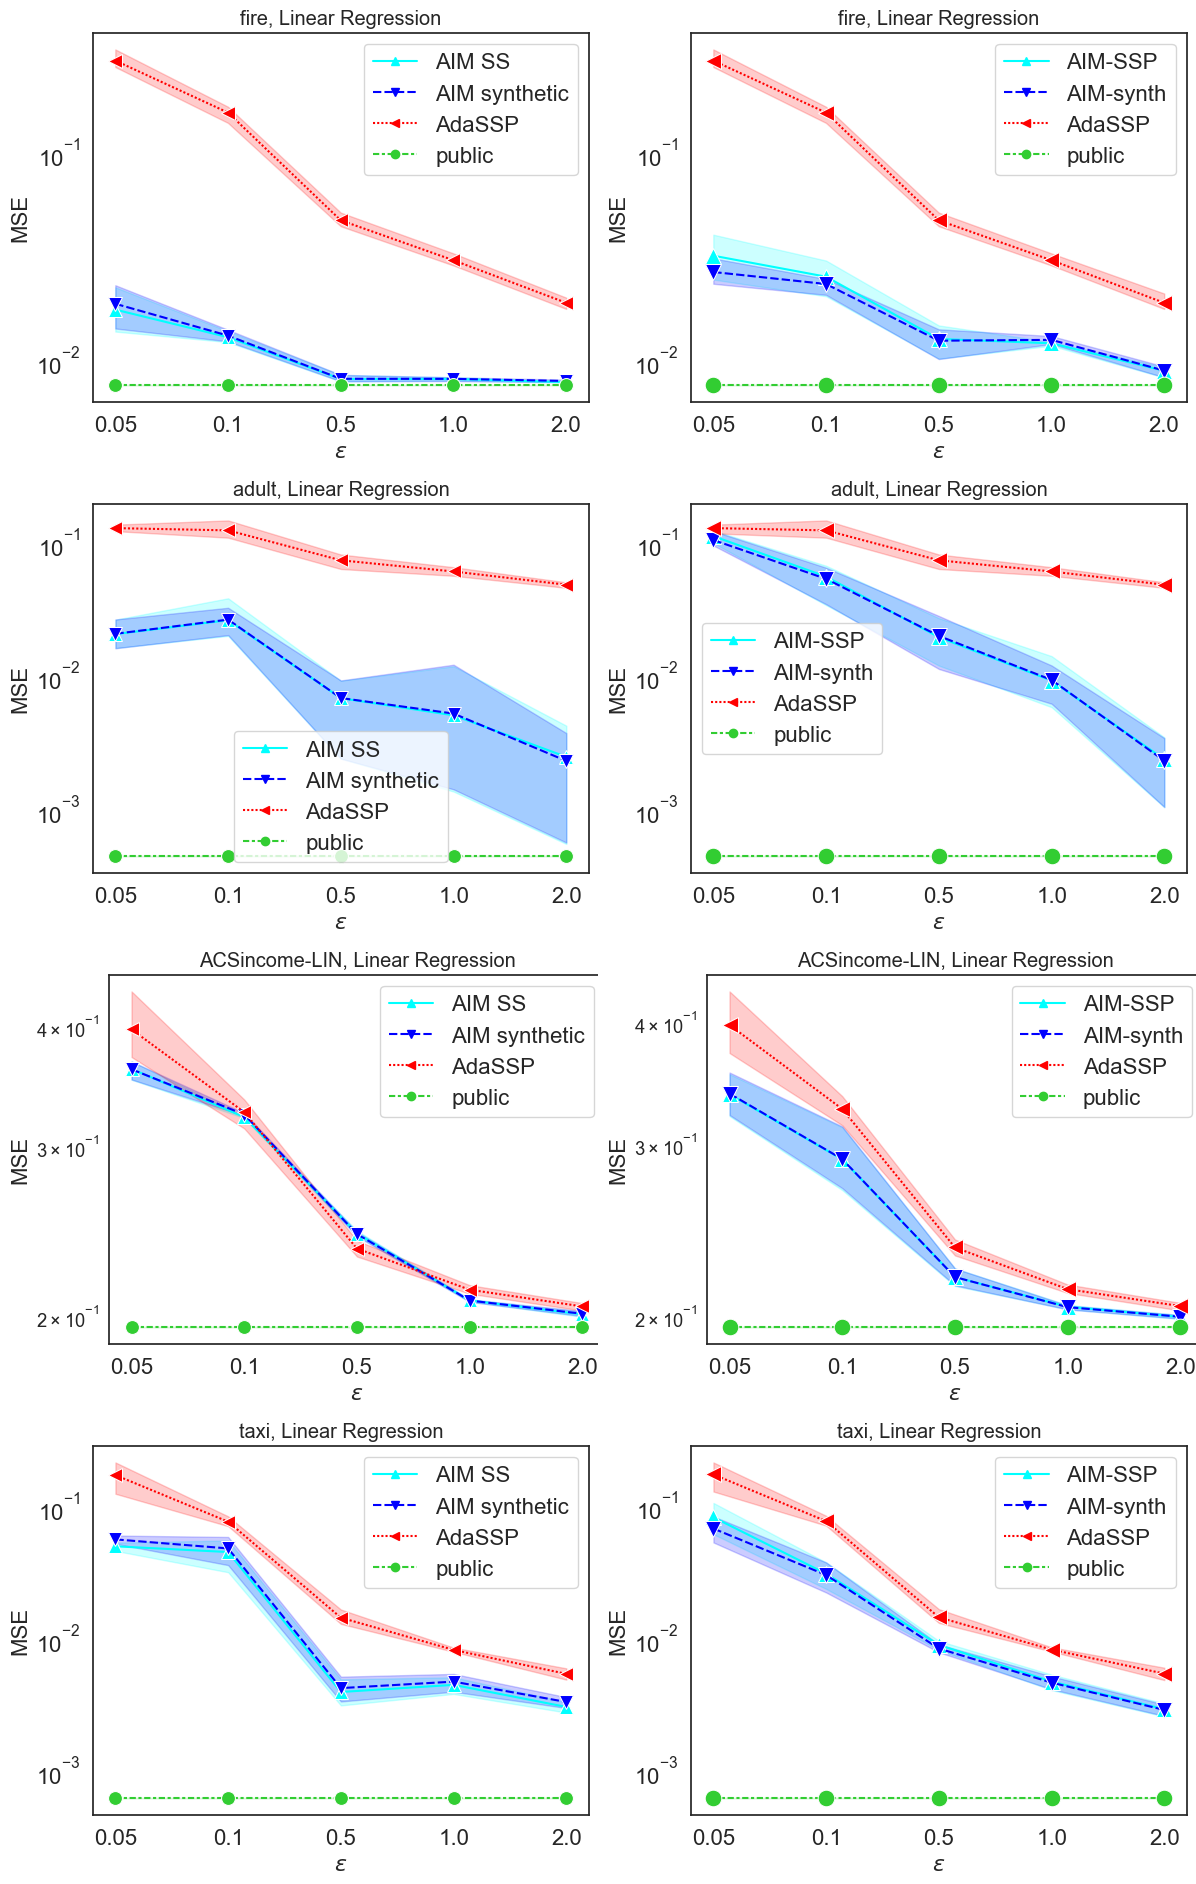 fire, Linear Regression
MSE
10⁻¹
10⁻²
AIM SS
AIM synthetic
AdaSSP
public
0.05 0.1 0.5 1.0 2.0
ε
fire, Linear Regression
MSE
10⁻¹
10⁻²
AIM-SSP
AIM-synth
AdaSSP
public
0.05 0.1 0.5 1.0 2.0
ε
adult, Linear Regression
MSE
10⁻¹
10⁻²
10⁻³
AIM SS
AIM synthetic
AdaSSP
public
0.05 0.1 0.5 1.0 2.0
ε
adult, Linear Regression
MSE
10⁻¹
10⁻²
10⁻³
AIM-SSP
AIM-synth
AdaSSP
public
0.05 0.1 0.5 1.0 2.0
ε
ACSincome-LIN, Linear Regression
MSE
4 × 10⁻¹
3 × 10⁻¹
2 × 10⁻¹
AIM SS
AIM synthetic
AdaSSP
public
0.05 0.1 0.5 1.0 2.0
ε
ACSincome-LIN, Linear Regression
MSE
4 × 10⁻¹
3 × 10⁻¹
2 × 10⁻¹
AIM-SSP
AIM-synth
AdaSSP
public
0.05 0.1 0.5 1.0 2.0
ε
taxi, Linear Regression
MSE
10⁻¹
10⁻²
10⁻³
AIM SS
AIM synthetic
AdaSSP
public
0.05 0.1 0.5 1.0 2.0
ε
taxi, Linear Regression
MSE
10⁻¹
10⁻²
10⁻³
AIM-SSP
AIM-synth
AdaSSP
public
0.05 0.1 0.5 1.0 2.0
ε